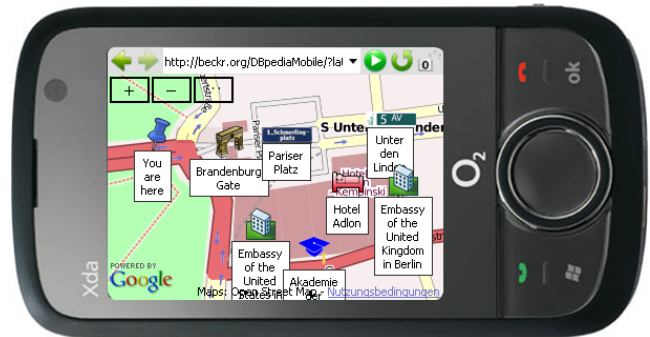 http://beckr.org/DBpediaMobile/?lal
0
+
−
5 AV
S Unter
Unter
den
Linden
L_Schmerling-
platz
Pariser
Platz
You
are
here
Brandenburg
Gate
Hotel
Kempinski
Hotel
Adlon
Embassy
of the
United
Kingdom
in Berlin
Embassy
of the
United
States in
Akademie
der
POWERED BY
Google
Maps: Open Street Map - Nutzungsbedingungen
Xda
O2
ok